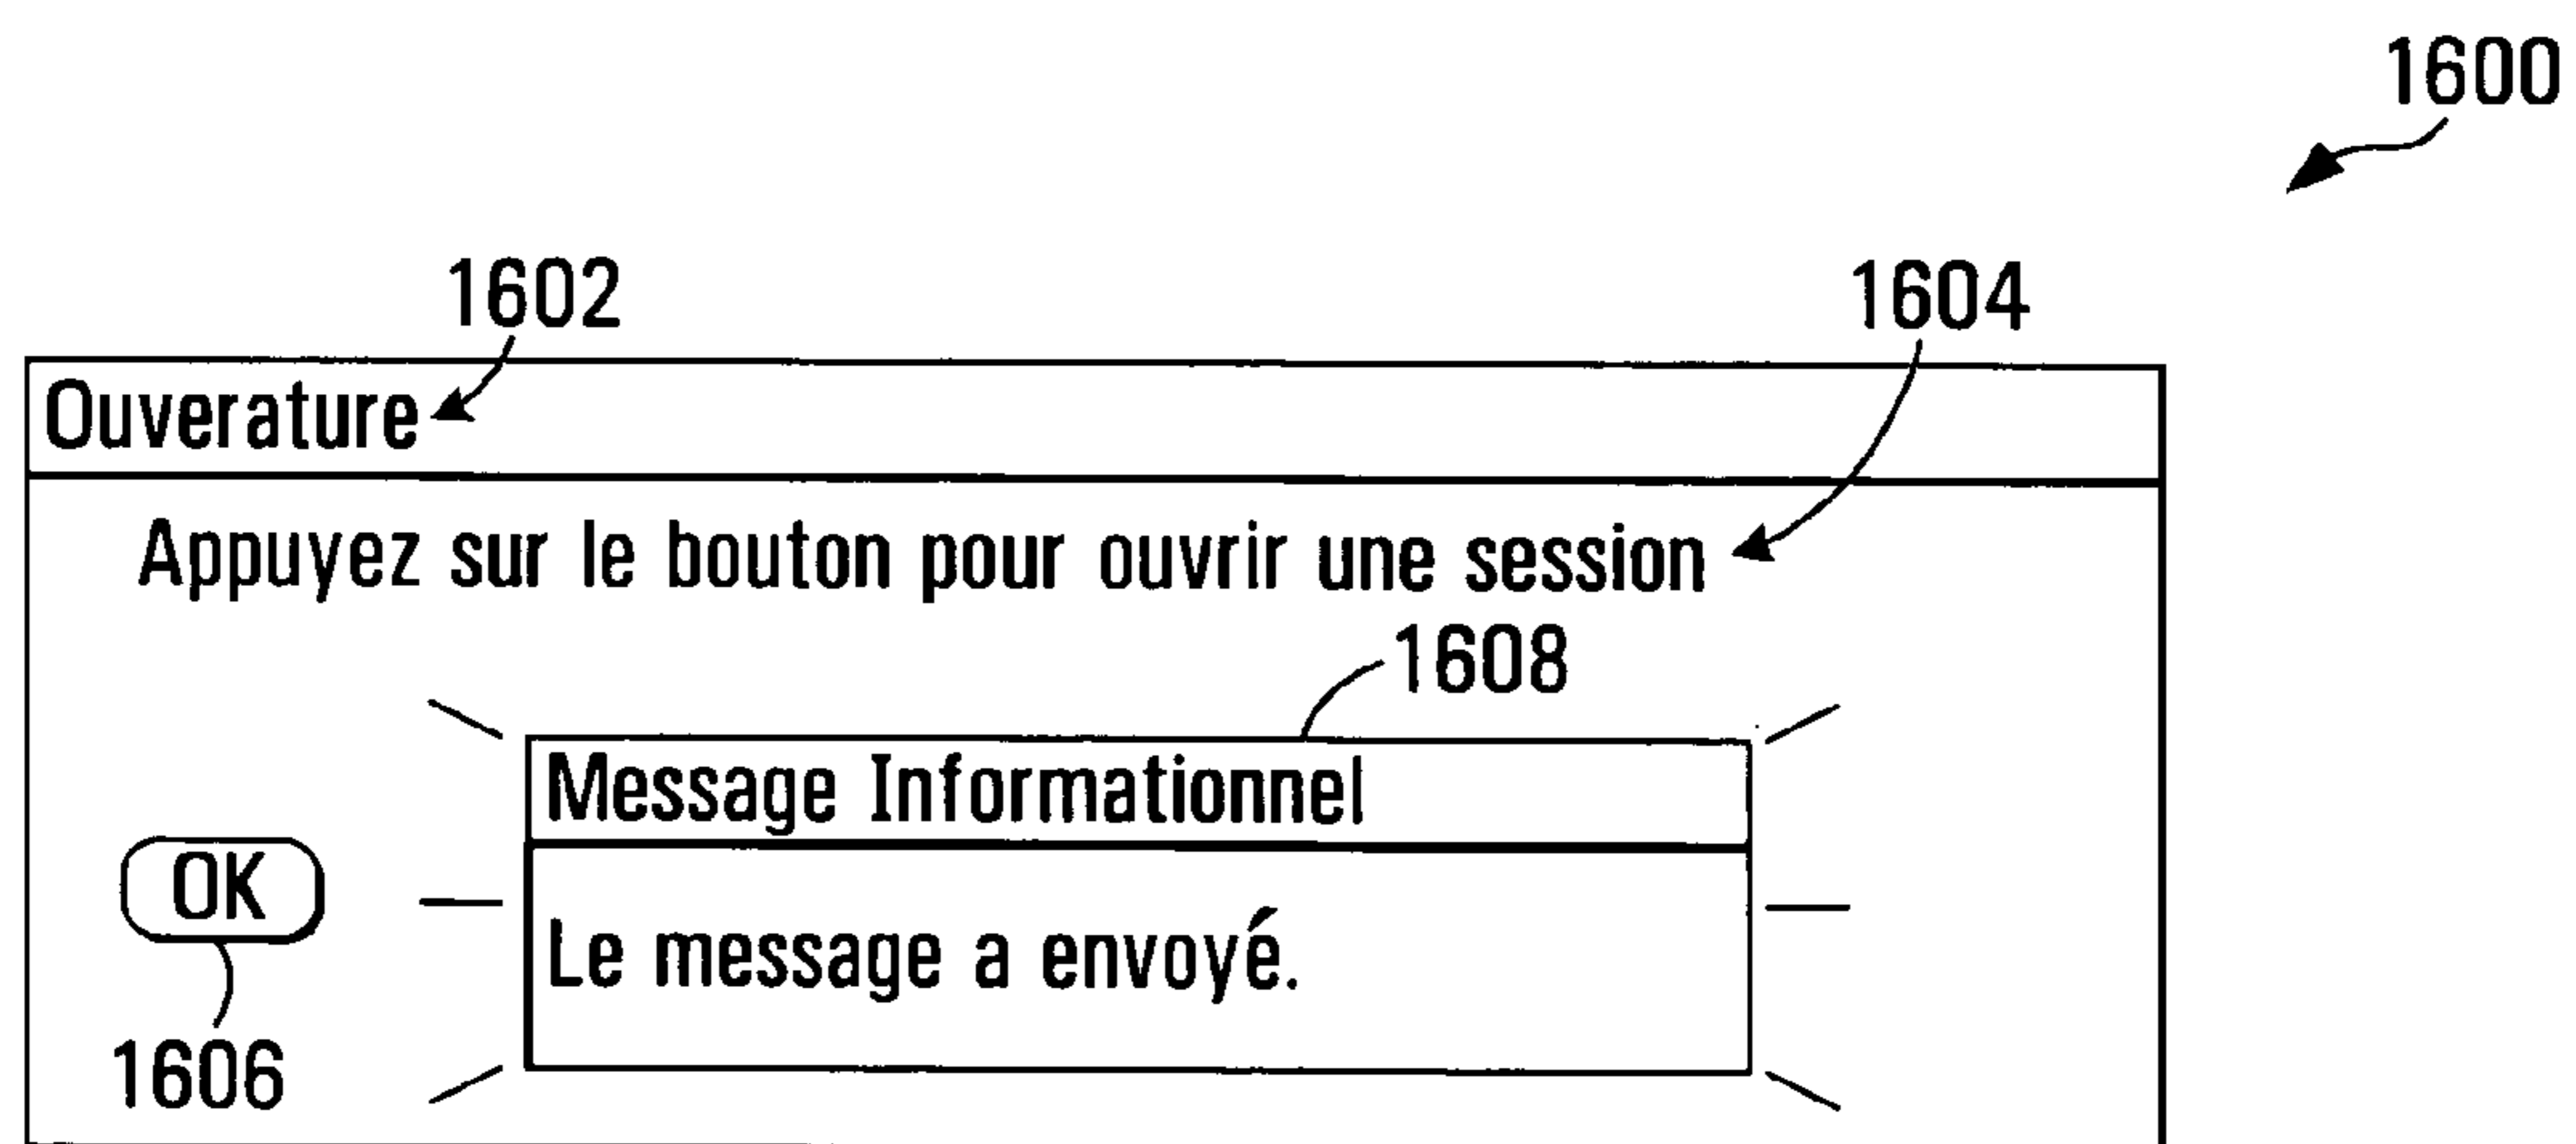 1600
1602
1604
Ouverature
Appuyez sur le bouton pour ouvrir une session
1608
Message Informationnel
OK
Le message a envoyé.
1606